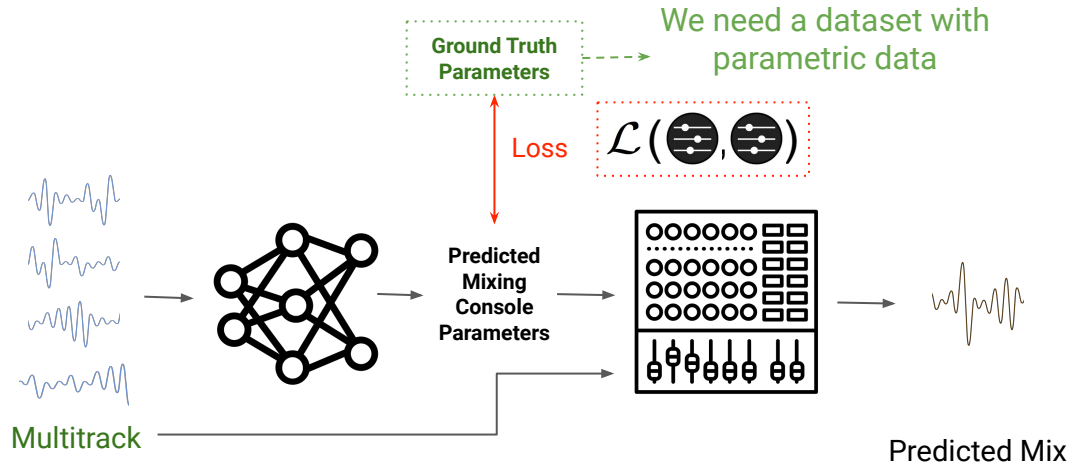 We need a dataset with
parametric data
Ground Truth
Parameters
Loss
ℒ( , )
Predicted
Mixing
Console
Parameters
Multitrack
Predicted Mix